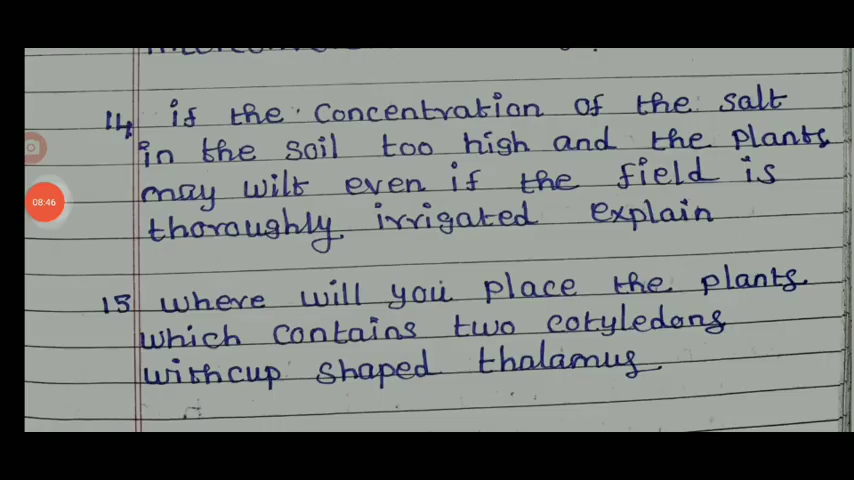 14 if the concentration of the salt
in the soil too high and the plants
may wilt even if the field is
thoroughly irrigated explain
08:46
15 where will you place the plants
which contains two cotyledons
with cup shaped thalamus